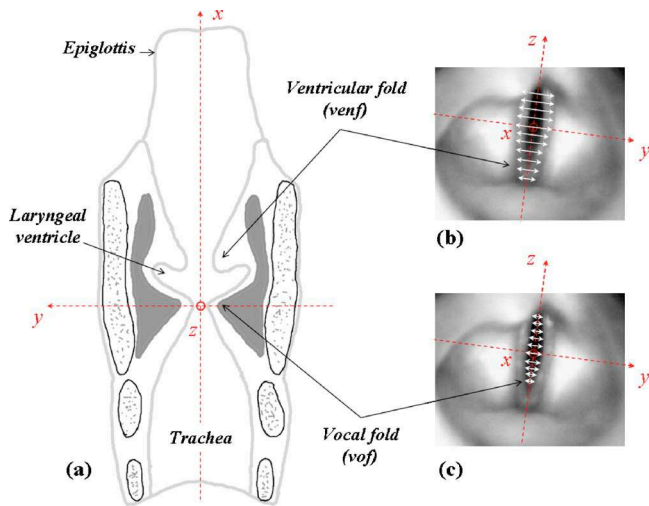 x
Epiglottis
Ventricular fold
(venf)
Laryngeal
ventricle
y
z
Trachea
(a)
Vocal fold
(vof)
z
x
y
(b)
z
x
y
(c)